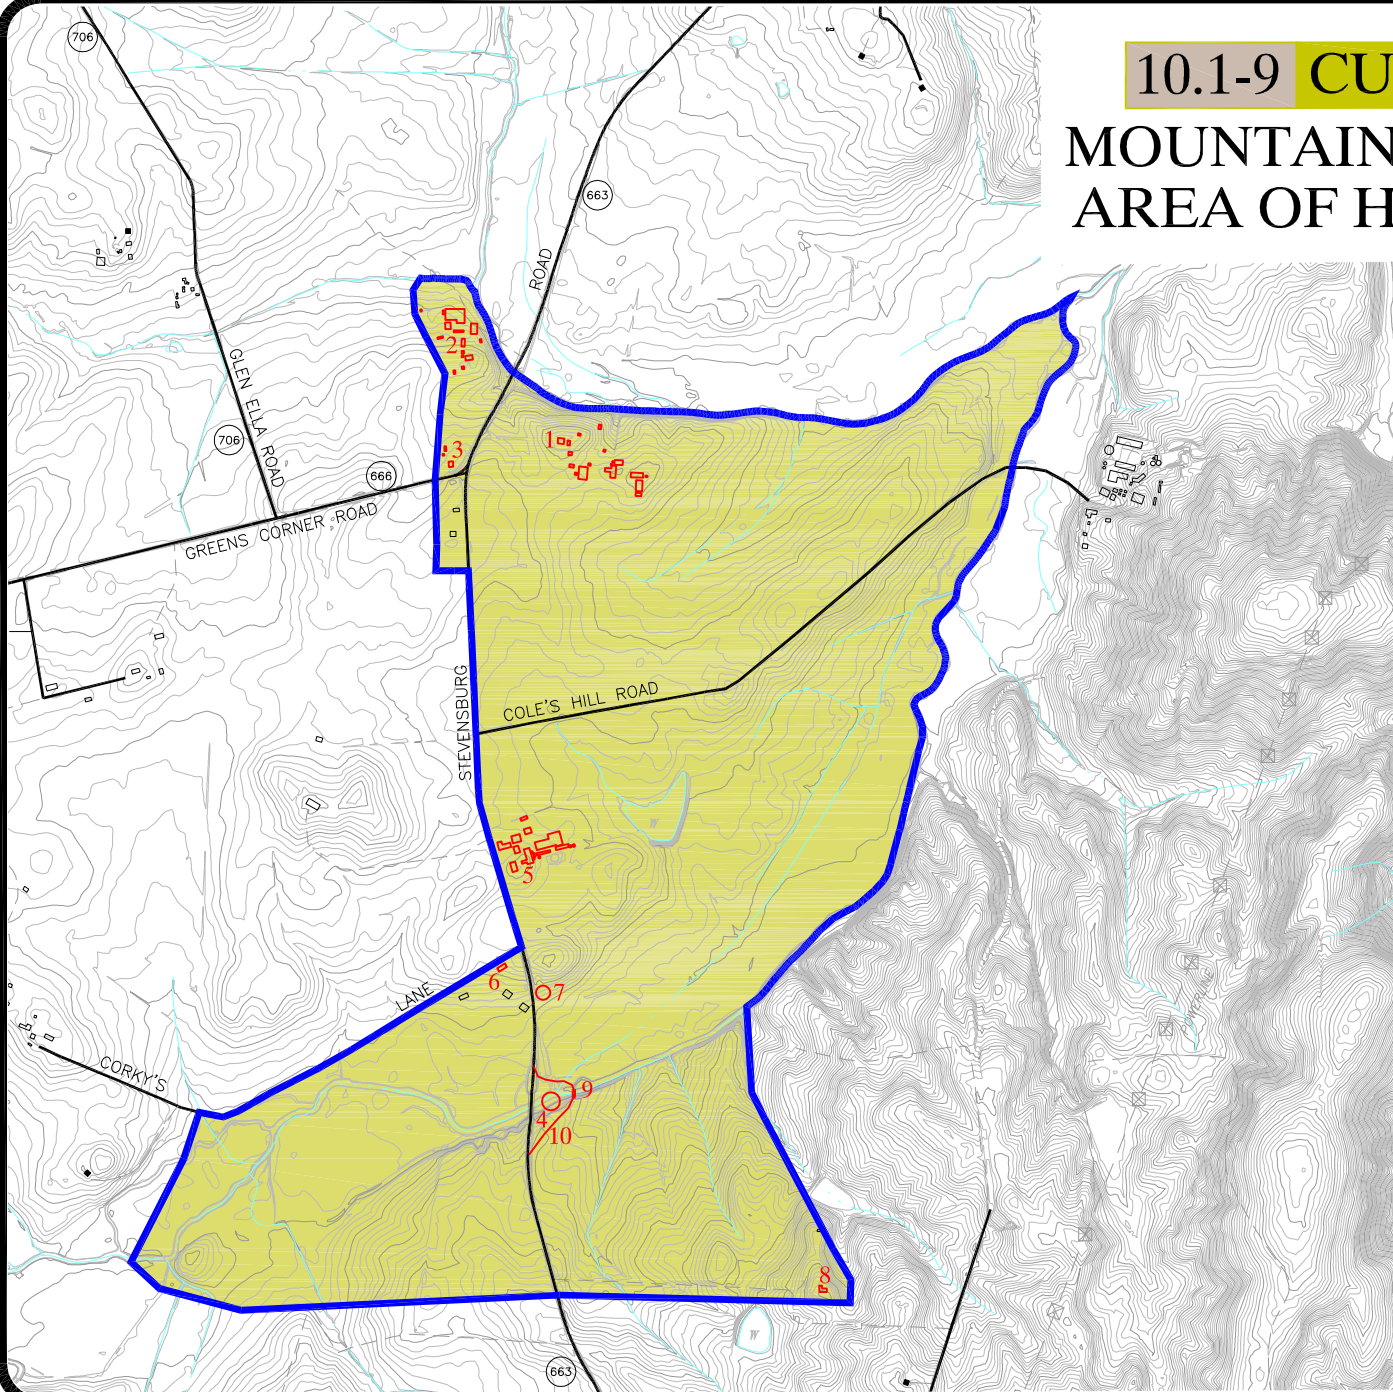 706
10.1-9 CU
MOUNTAIN
AREA OF H
663
ROAD
2
GLEN ELLA ROAD
706
1
3
666
GREENS CORNER ROAD
STEVENSBURG
COLE'S HILL ROAD
W
5
6
7
LANE
CORKY'S
9
4
10
8
W
663